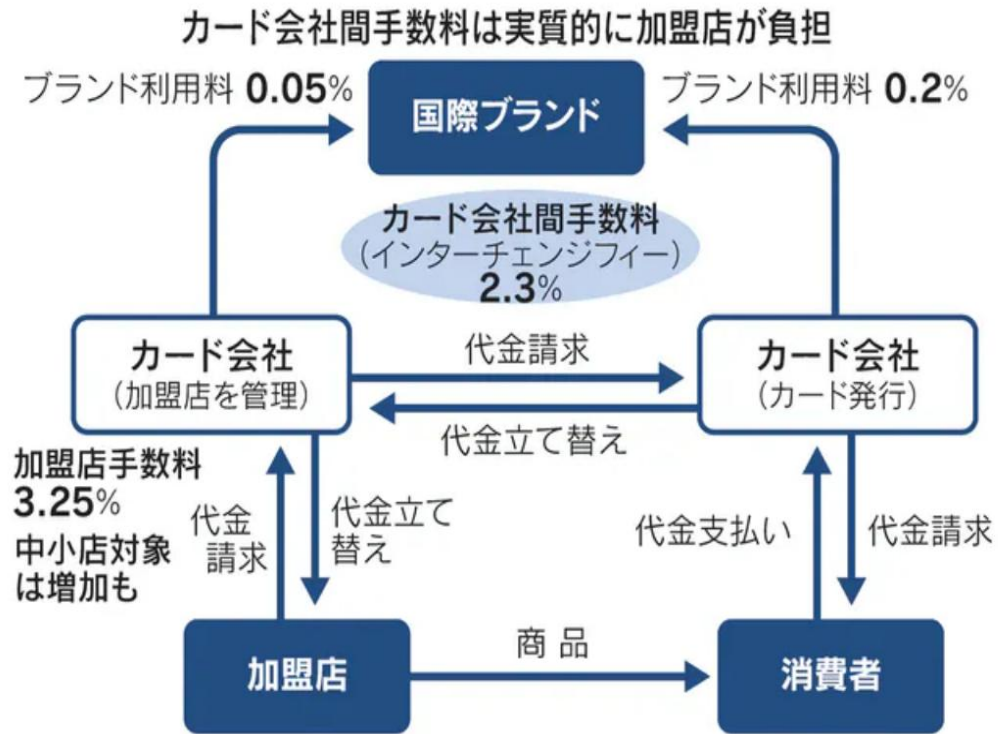 カード会社間手数料は実質的に加盟店が負担
ブランド利用料 0.05%
国際ブランド
ブランド利用料 0.2%
カード会社間手数料
(インターチェンジフィー)
2.3%
カード会社
(加盟店を管理)
代金請求
代金立て替え
カード会社
(カード発行)
加盟店手数料
3.25%
中小店対象
は増加も
代金
請求
代金立て
替え
代金支払い
代金請求
加盟店
商品
消費者